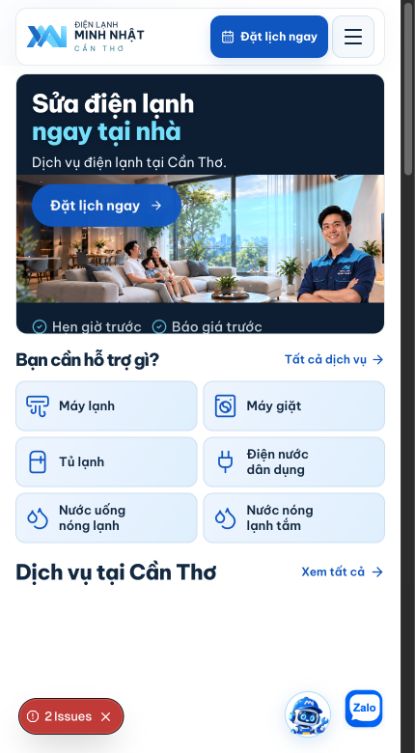 ĐIỆN LẠNH
MINH NHẬT
CẦN THƠ
Đặt lịch ngay
Sửa điện lạnh
ngay tại nhà
Dịch vụ điện lạnh tại Cần Thơ.
Đặt lịch ngay
Hẹn giờ trước
Báo giá trước
Bạn cần hỗ trợ gì?
Tất cả dịch vụ
Máy lạnh
Máy giặt
Tủ lạnh
Điện nước
dân dụng
Nước uống
nóng lạnh
Nước nóng
lạnh tắm
Dịch vụ tại Cần Thơ
Xem tất cả
2 Issues
Zalo